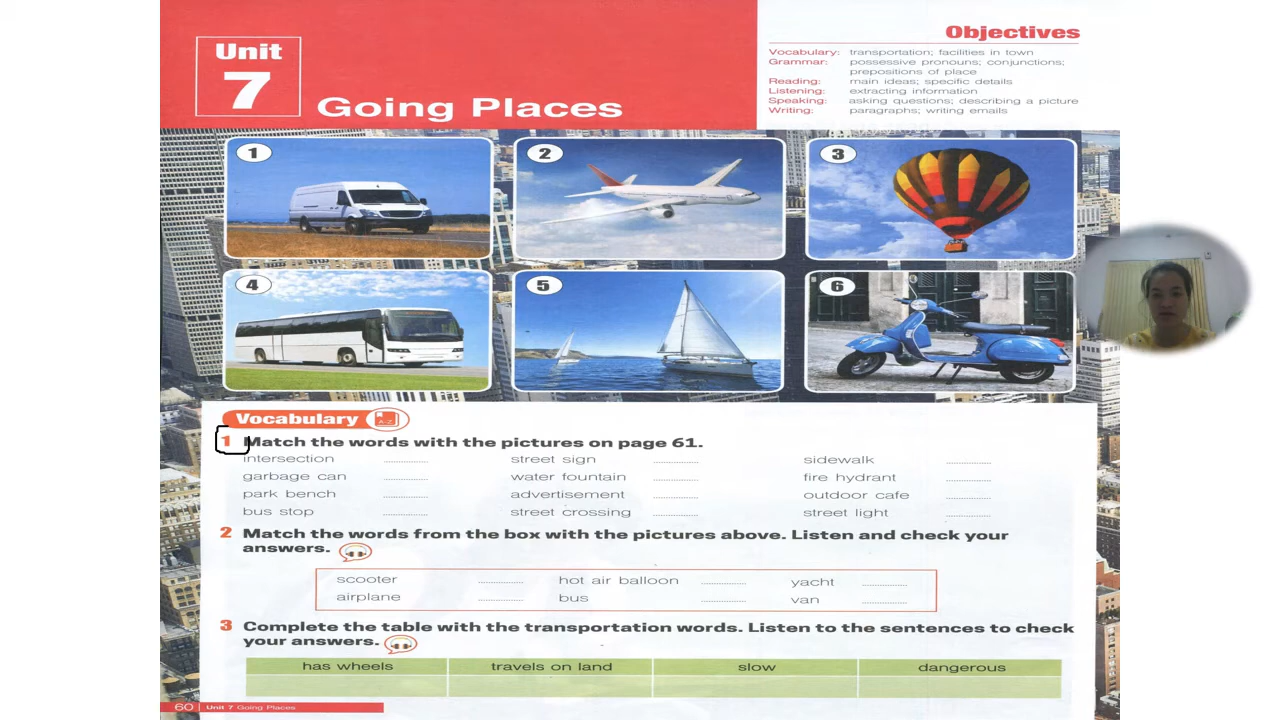 Unit
7
Going Places
Objectives
Vocabulary: transportation; facilities in town
Grammar: possessive pronouns; conjunctions;
prepositions of place
Reading: main ideas; specific details
Listening: extracting information
Speaking: asking questions; describing a picture
Writing: paragraphs; writing emails
1 2 3
4 5 6
Vocabulary A-Z
1 Match the words with the pictures on page 61.
intersection .............. street sign .............. sidewalk ..............
garbage can .............. water fountain .............. fire hydrant ..............
park bench .............. advertisement .............. outdoor cafe ..............
bus stop .............. street crossing .............. street light ..............
2 Match the words from the box with the pictures above. Listen and check your
answers.
scooter .............. hot air balloon .............. yacht ..............
airplane .............. bus .............. van ..............
3 Complete the table with the transportation words. Listen to the sentences to check
your answers.
has wheels travels on land slow dangerous
60 Unit 7 Going Places